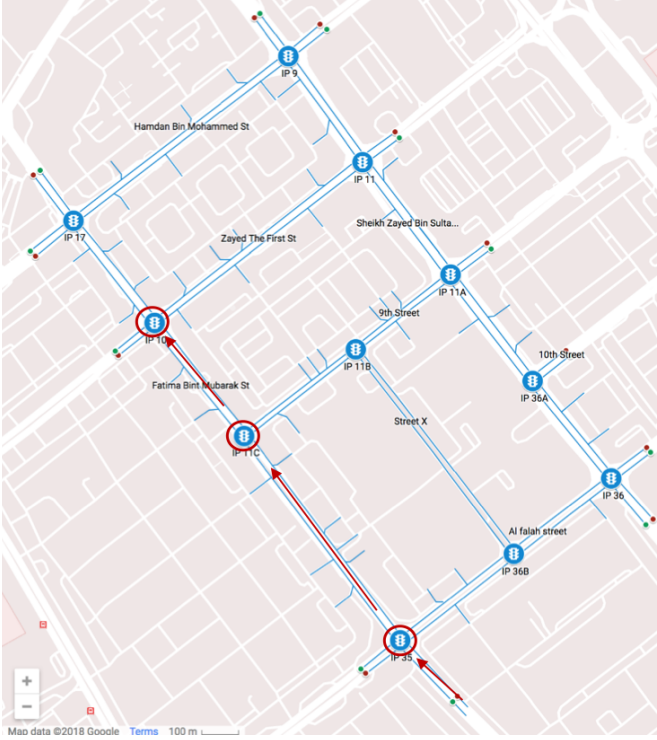 IP 9
Hamdan Bin Mohammed St
IP 11
Sheikh Zayed Bin Sulta...
IP 17
Zayed The First St
IP 11A
9th Street
IP 10
IP 11B
10th Street
Fatima Bint Mubarak St
IP 36A
Street X
IP 11C
IP 36
Al falah street
IP 36B
IP 35
+
−
Map data ©2018 Google Terms 100 m